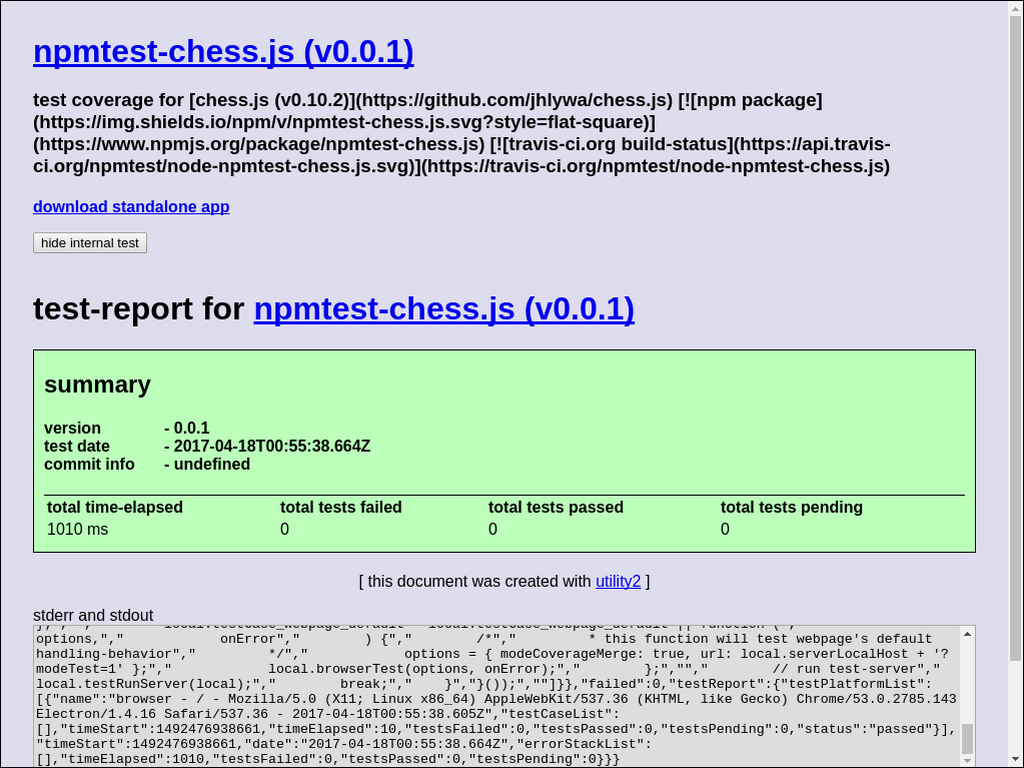 npmtest-chess.js (v0.0.1)
test coverage for [chess.js (v0.10.2)](https://github.com/jhlywa/chess.js) [![npm package]
(https://img.shields.io/npm/v/npmtest-chess.js.svg?style=flat-square)]
(https://www.npmjs.org/package/npmtest-chess.js) [![travis-ci.org build-status](https://api.travis-
ci.org/npmtest/node-npmtest-chess.js.svg)](https://travis-ci.org/npmtest/node-npmtest-chess.js)
download standalone app
hide internal test
test-report for npmtest-chess.js (v0.0.1)
summary
version - 0.0.1
test date - 2017-04-18T00:55:38.664Z
commit info - undefined
total time-elapsed total tests failed total tests passed total tests pending
1010 ms 0 0 0
[ this document was created with utility2 ]
stderr and stdout
options,","            onError","        ) {","        /*","         * this function will test webpage's default
handling-behavior","         */","            options = { modeCoverageMerge: true, url: local.serverLocalHost + '?
modeTest=1' };","            local.browserTest(options, onError);","        };","","        // run test-server","
local.testRunServer(local);","        break;","    }","}());",""]}},"failed":0,"testReport":{"testPlatformList":
[{"name":"browser - / - Mozilla/5.0 (X11; Linux x86_64) AppleWebKit/537.36 (KHTML, like Gecko) Chrome/53.0.2785.143
Electron/1.4.16 Safari/537.36 - 2017-04-18T00:55:38.605Z","testCaseList":
[],"timeStart":1492476938661,"timeElapsed":10,"testsFailed":0,"testsPassed":0,"testsPending":0,"status":"passed"}],
"timeStart":1492476938661,"date":"2017-04-18T00:55:38.664Z","errorStackList":
[],"timeElapsed":1010,"testsFailed":0,"testsPassed":0,"testsPending":0}}}